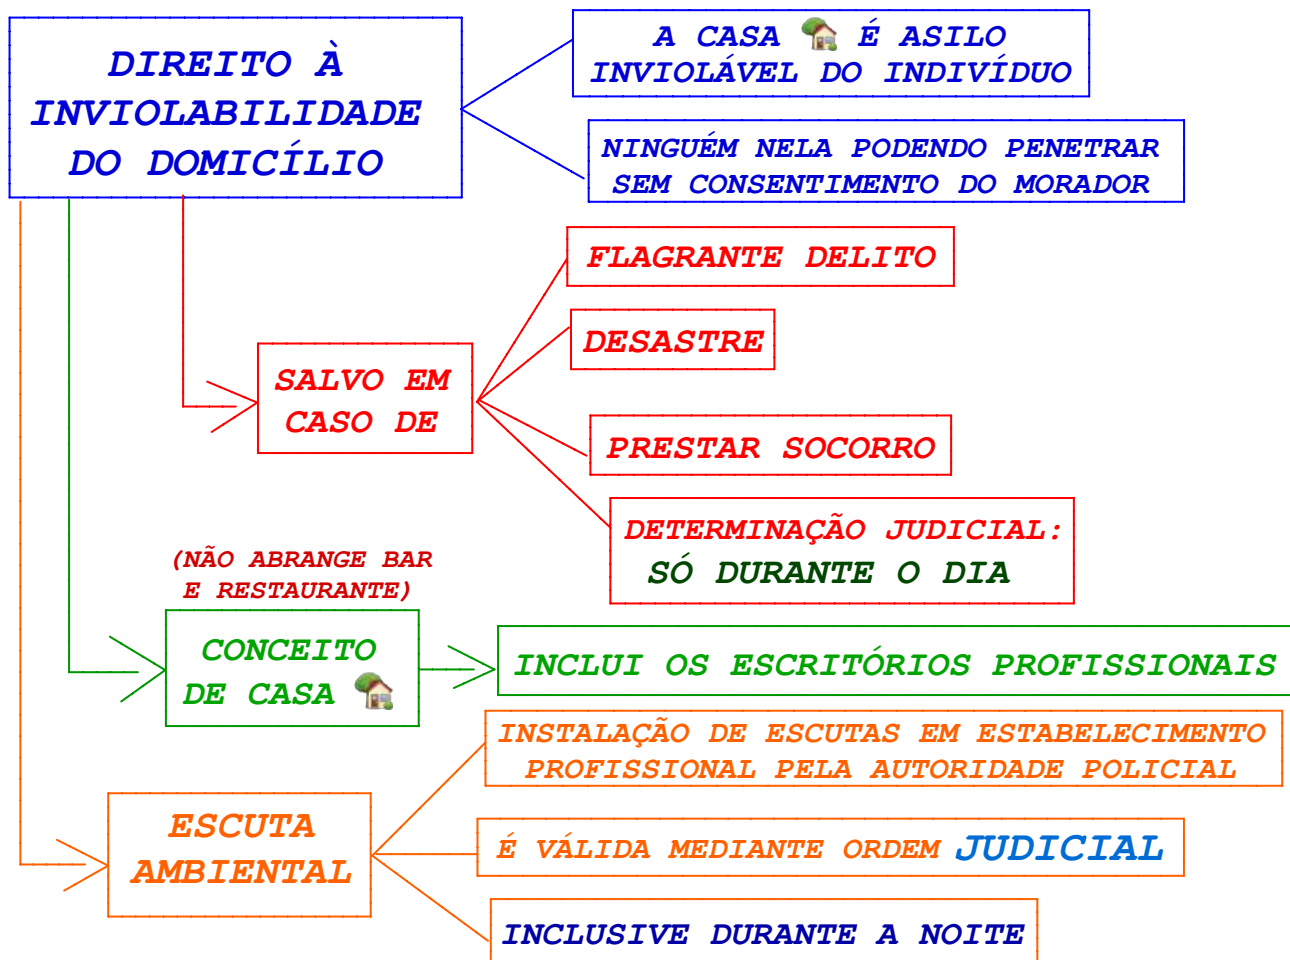 DIREITO À
INVIOLABILIDADE
DO DOMICÍLIO
A CASA É ASILO
INVIOLÁVEL DO INDIVÍDUO
NINGUÉM NELA PODENDO PENETRAR
SEM CONSENTIMENTO DO MORADOR
SALVO EM
CASO DE
FLAGRANTE DELITO
DESASTRE
PRESTAR SOCORRO
DETERMINAÇÃO JUDICIAL:
SÓ DURANTE O DIA
(NÃO ABRANGE BAR
E RESTAURANTE)
CONCEITO
DE CASA
INCLUI OS ESCRITÓRIOS PROFISSIONAIS
ESCUTA
AMBIENTAL
INSTALAÇÃO DE ESCUTAS EM ESTABELECIMENTO
PROFISSIONAL PELA AUTORIDADE POLICIAL
É VÁLIDA MEDIANTE ORDEM JUDICIAL
INCLUSIVE DURANTE A NOITE